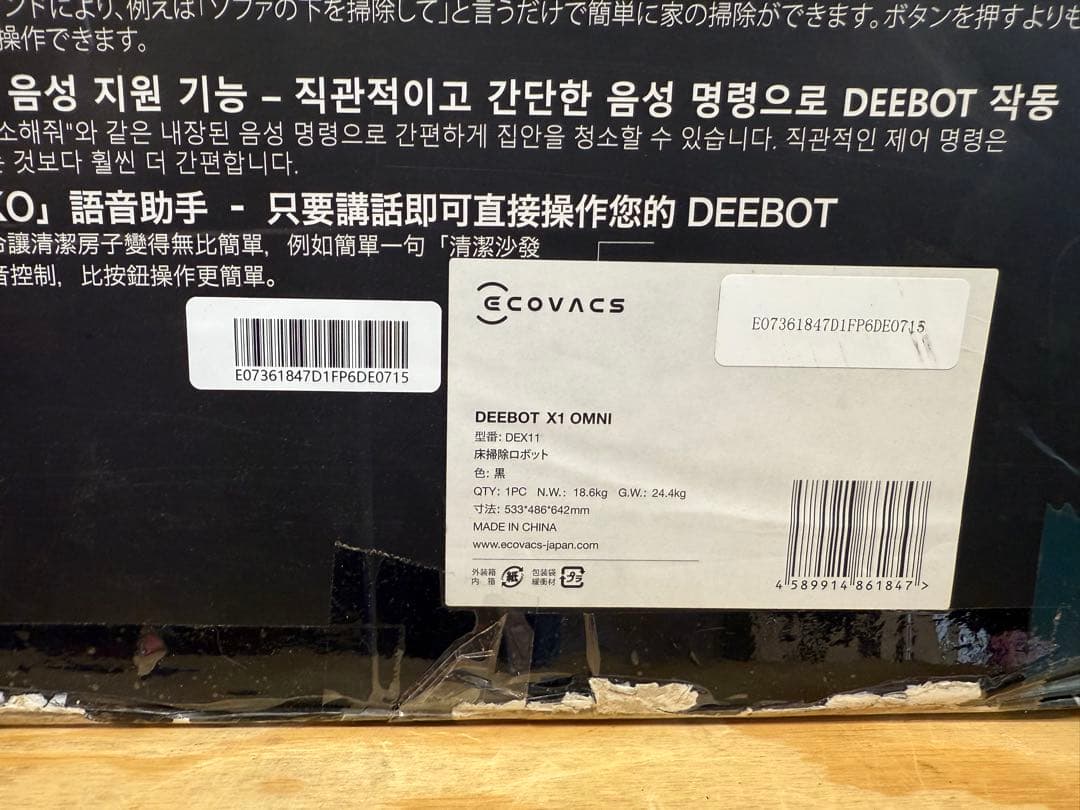 ンドにより、例えば「ソファの下を掃除して」と言うだけで簡単に家の掃除ができます。ボタンを押すよりも
操作できます。
음성 지원 기능 – 직관적이고 간단한 음성 명령으로 DEEBOT 작동
소해줘"와 같은 내장된 음성 명령으로 간편하게 집안을 청소할 수 있습니다. 직관적인 제어 명령은
것보다 훨씬 더 간편합니다.
KO」語音助手 - 只要講話即可直接操作您的 DEEBOT
讓清潔房子變得無比簡單，例如簡單一句「清潔沙發
音控制，比按鈕操作更簡單。
E07361847D1FP6DE0715
ECOVACS
E07361847D1FP6DE0715
DEEBOT X1 OMNI
型番: DEX11
床掃除ロボット
色: 黒
QTY: 1PC N.W.: 18.6kg G.W.: 24.4kg
寸法: 533*486*642mm
MADE IN CHINA
www.ecovacs-japan.com
外装箱
内 箱
紙
包装袋
緩衝材
プラ
4 589914 861847 >